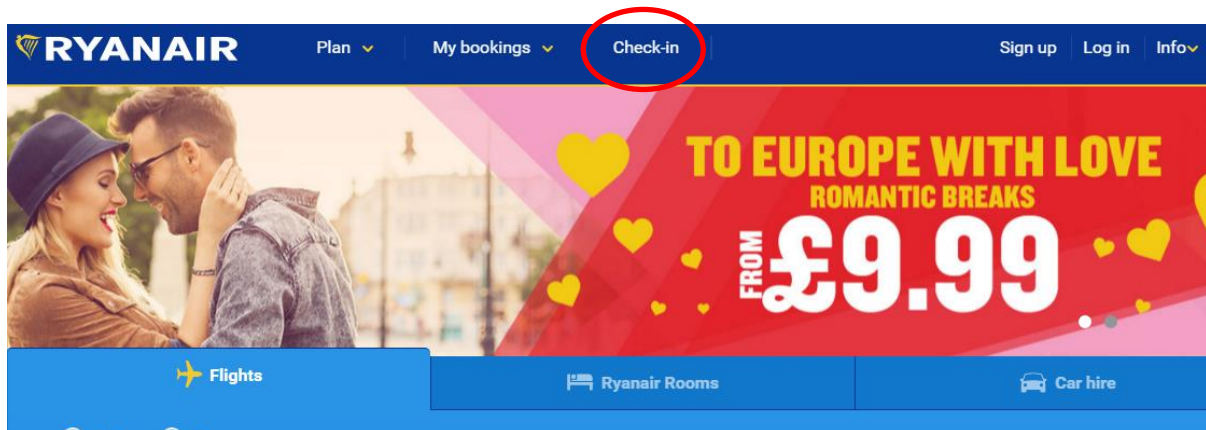 RYANAIR Plan My bookings Check-in Sign up Log in Info
TO EUROPE WITH LOVE
ROMANTIC BREAKS
FROM £9.99
Flights Ryanair Rooms Car hire